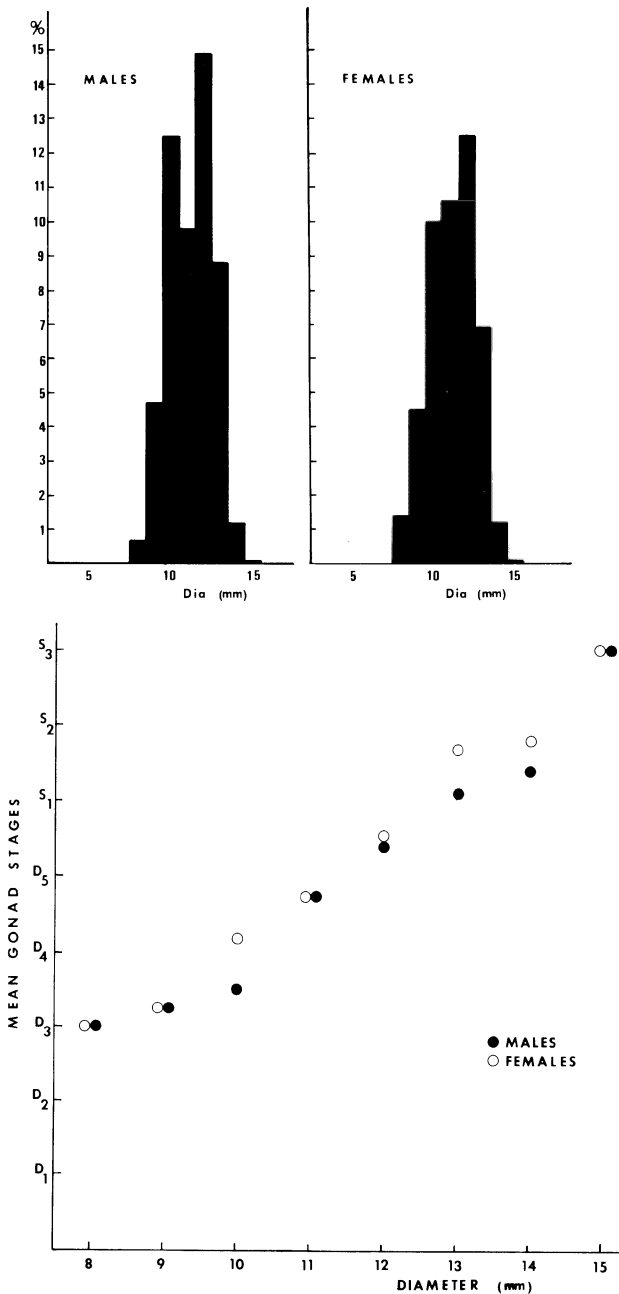 %
15
14
13
12
11
10
9
8
7
6
5
4
3
2
1
MALES
5 10 15
Dia (mm)
FEMALES
5 10 15
Dia (mm)
MEAN GONAD STAGES
S3
S2
S1
D5
D4
D3
D2
D1
MALES
FEMALES
8 9 10 11 12 13 14 15
DIAMETER (mm)